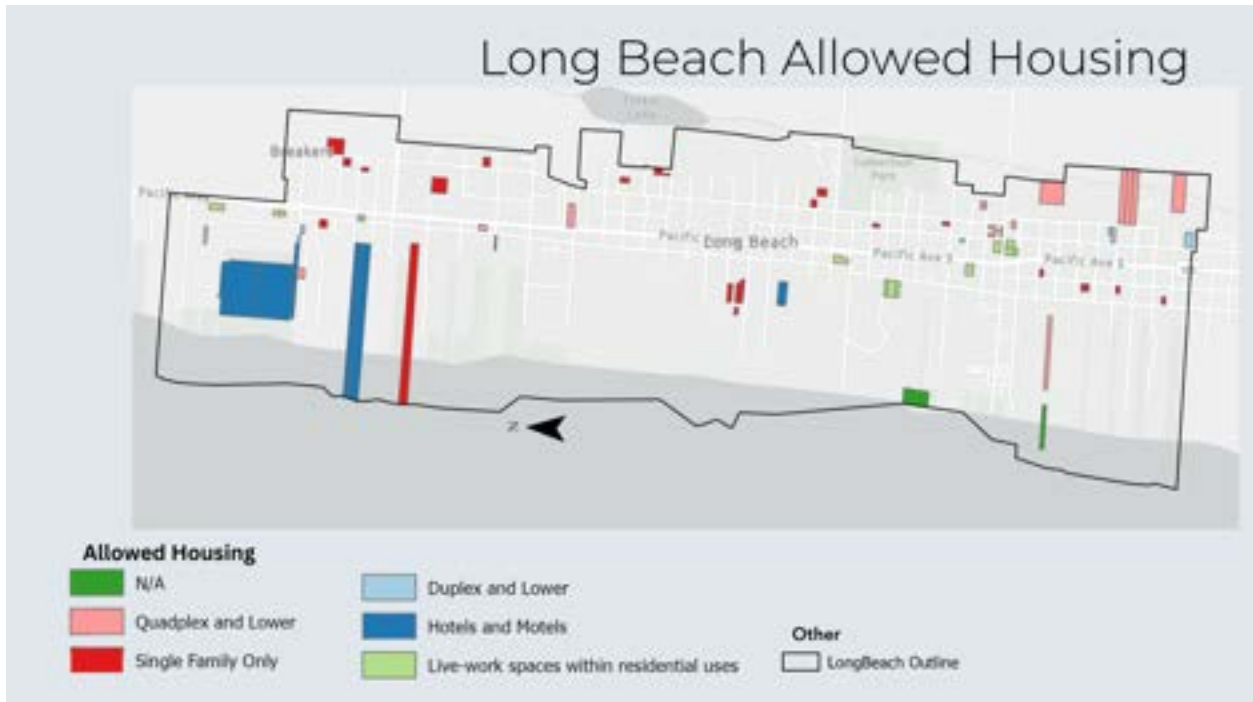 Long Beach Allowed Housing
Breakers
Pacific
Pacific
Long Beach
Park
Pacific Ave S
Pacific Ave S
N
Allowed Housing
N/A
Quadplex and Lower
Single Family Only
Duplex and Lower
Hotels and Motels
Live-work spaces within residential uses
Other
LongBeach Outline